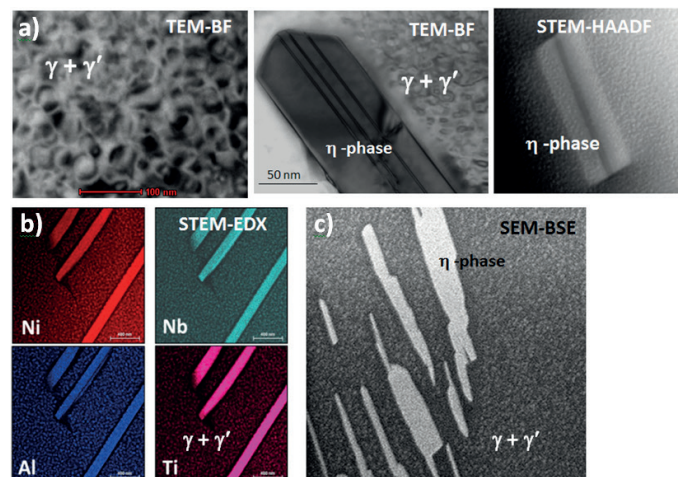 a)
TEM-BF
γ + γ′
100 nm
TEM-BF
γ + γ′
η -phase
50 nm
STEM-HAADF
η -phase
b)
STEM-EDX
Ni
Nb
Al
γ + γ′
Ti
c)
SEM-BSE
η -phase
γ + γ′